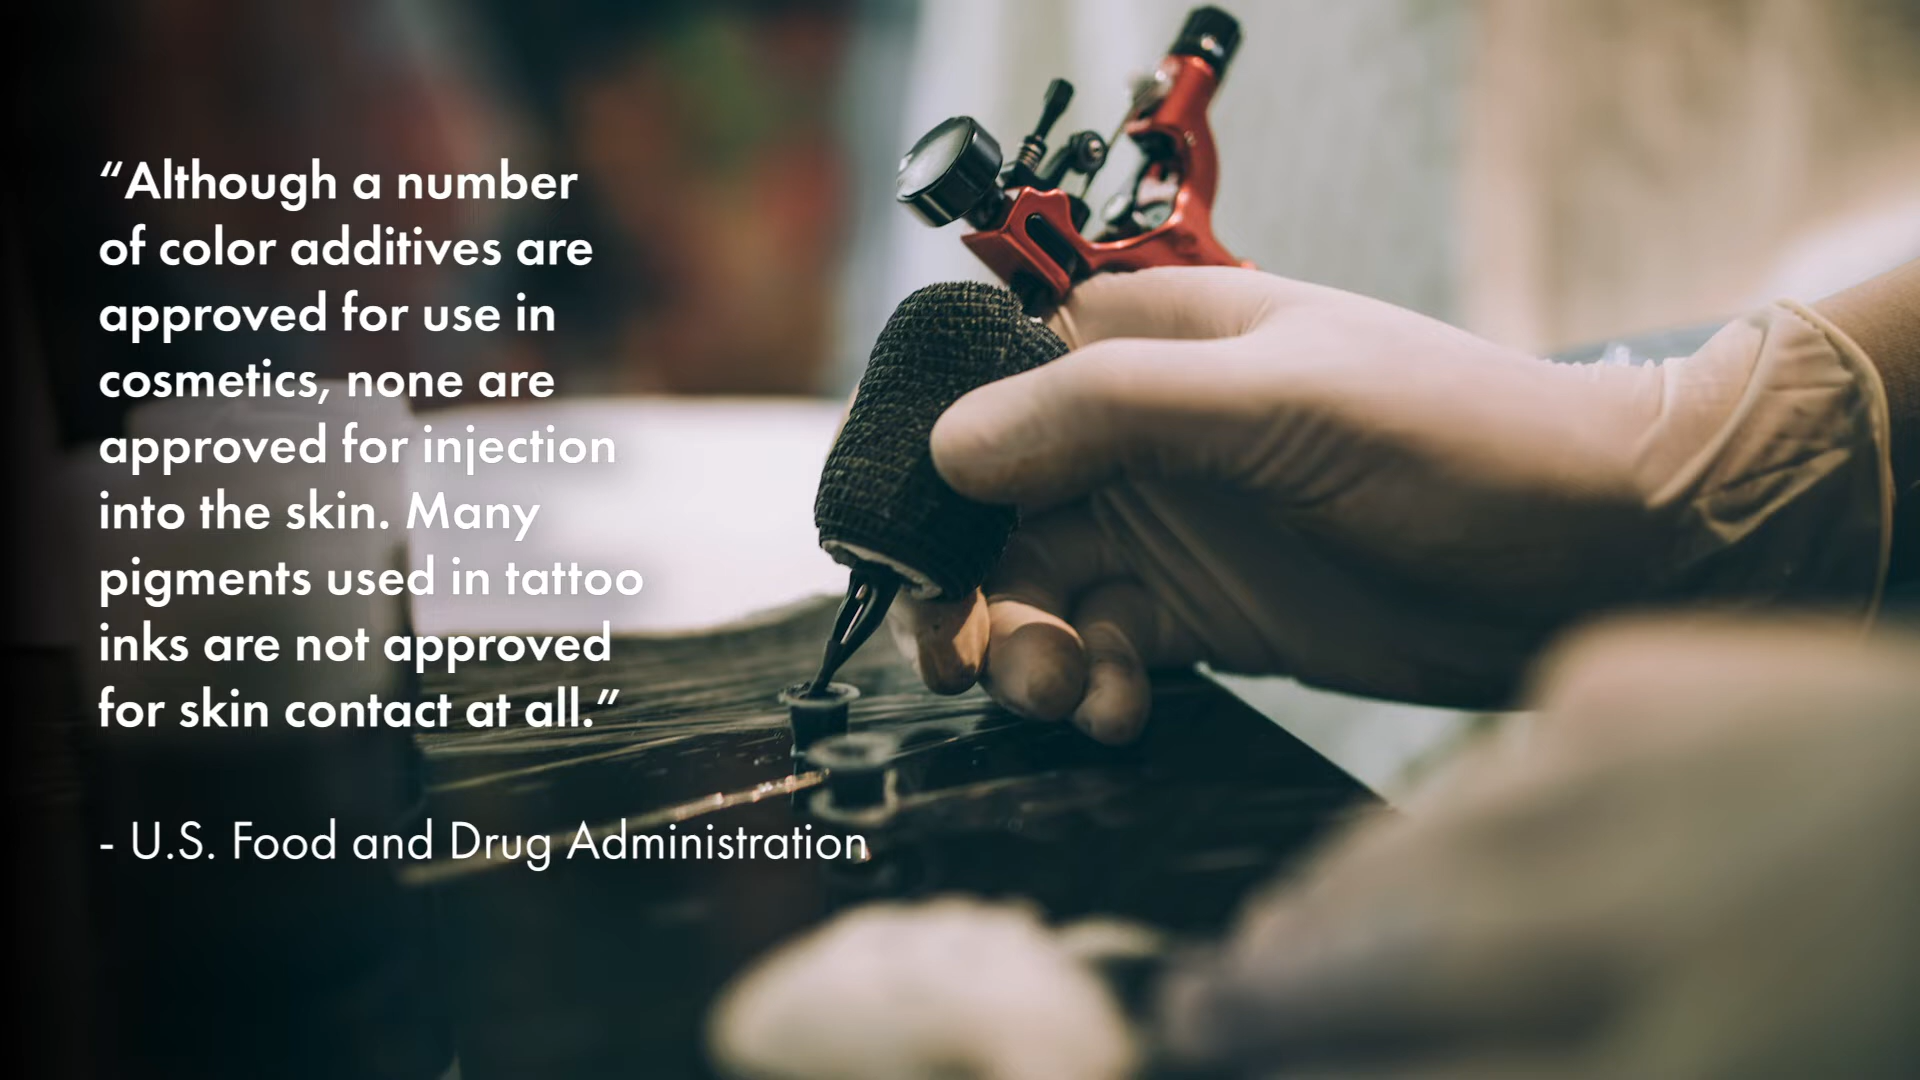 “Although a number
of color additives are
approved for use in
cosmetics, none are
approved for injection
into the skin. Many
pigments used in tattoo
inks are not approved
for skin contact at all.”
- U.S. Food and Drug Administration